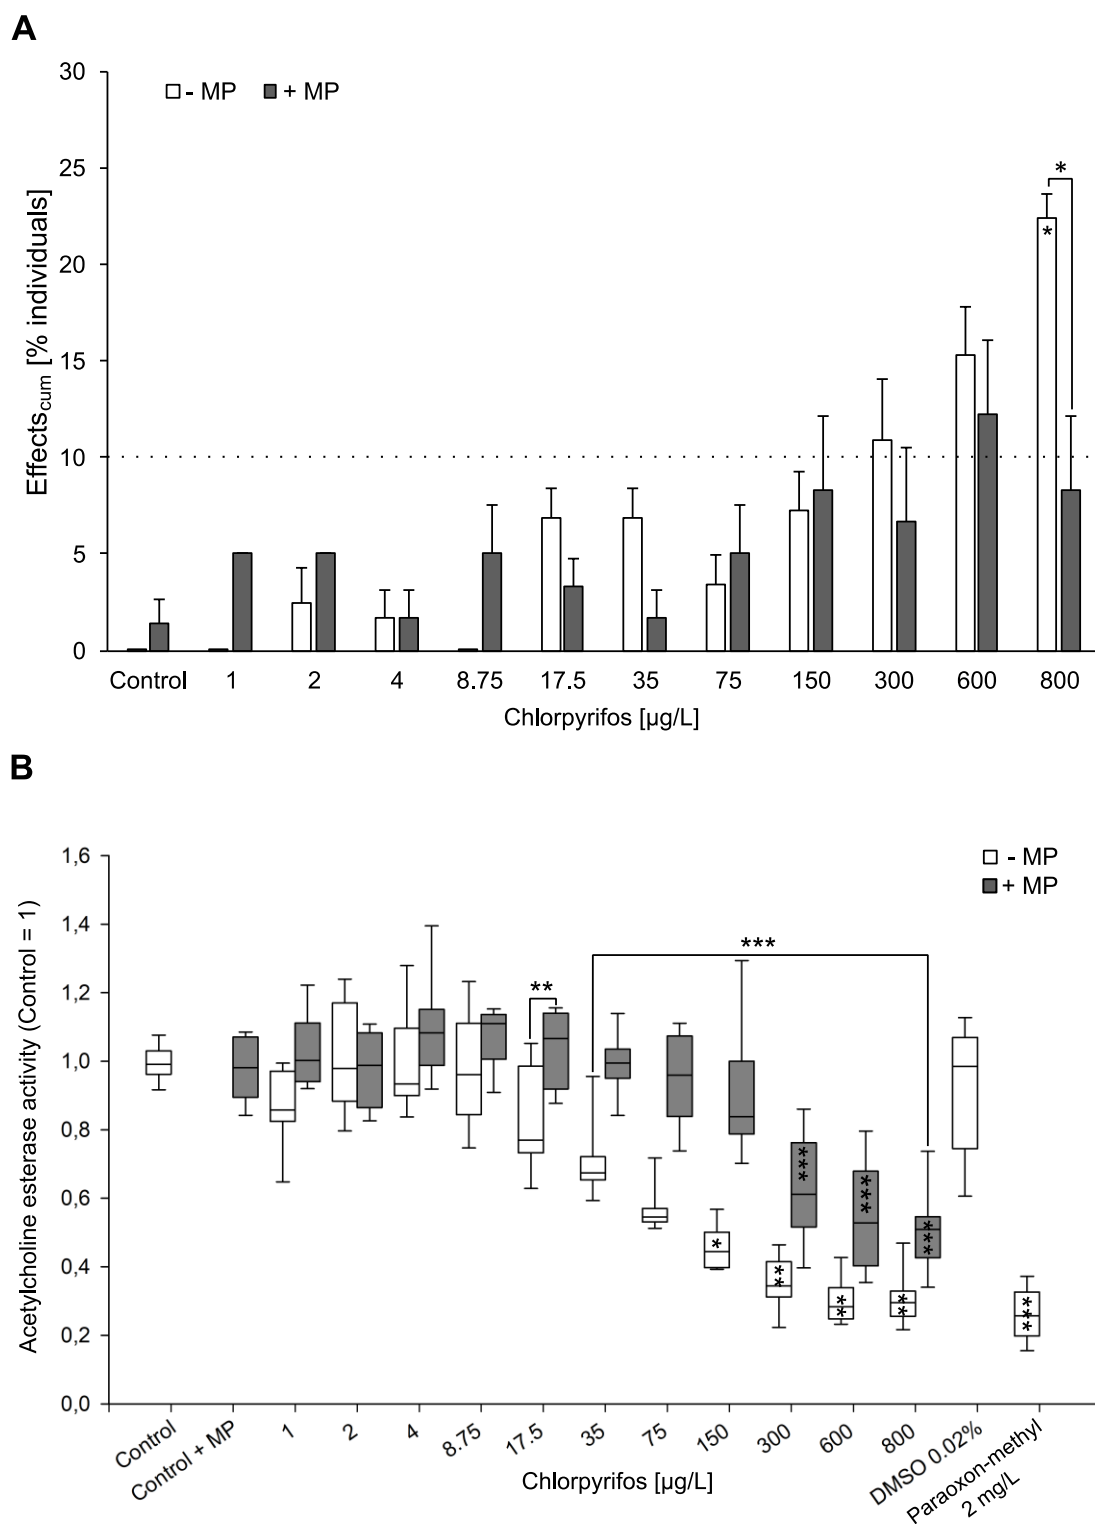 A
30
- MP + MP
25
20
15
10
5
0
Effectscum [% individuals]
*
*
Control 1 2 4 8.75 17.5 35 75 150 300 600 800
Chlorpyrifos [µg/L]
B
1,6
1,4
1,2
1,0
0,8
0,6
0,4
0,2
0,0
Acetylcholine esterase activity (Control = 1)
- MP
+ MP
***
**
*
**
***
**
***
**
***
***
Control Control + MP 1 2 4 8.75 17.5 35 75 150 300 600 800 DMSO 0.02% Paraoxon-methyl
2 mg/L
Chlorpyrifos [µg/L]